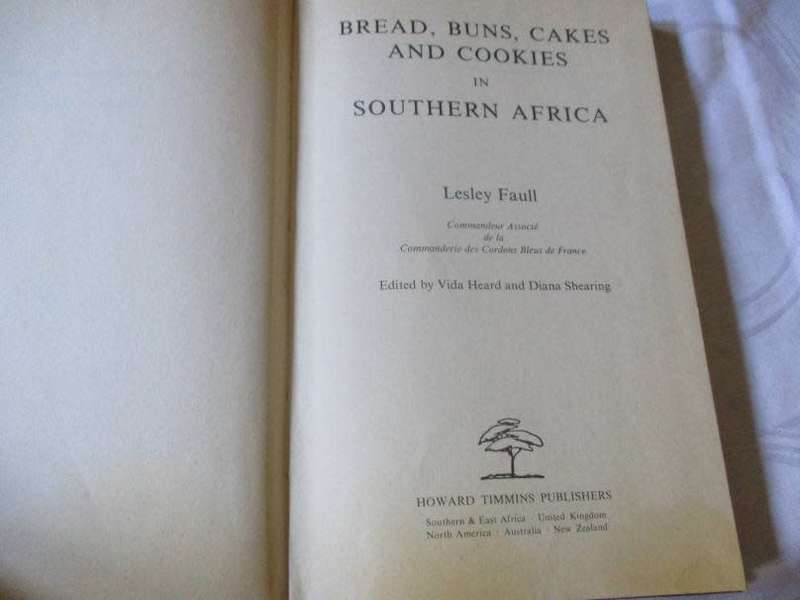 BREAD, BUNS, CAKES
AND COOKIES
IN
SOUTHERN AFRICA
Lesley Faull
Commandeur Associé
de la
Commanderie des Cordons Bleus de France
Edited by Vida Heard and Diana Shearing
HOWARD TIMMINS PUBLISHERS
Southern & East Africa · United Kingdom
North America · Australia · New Zealand